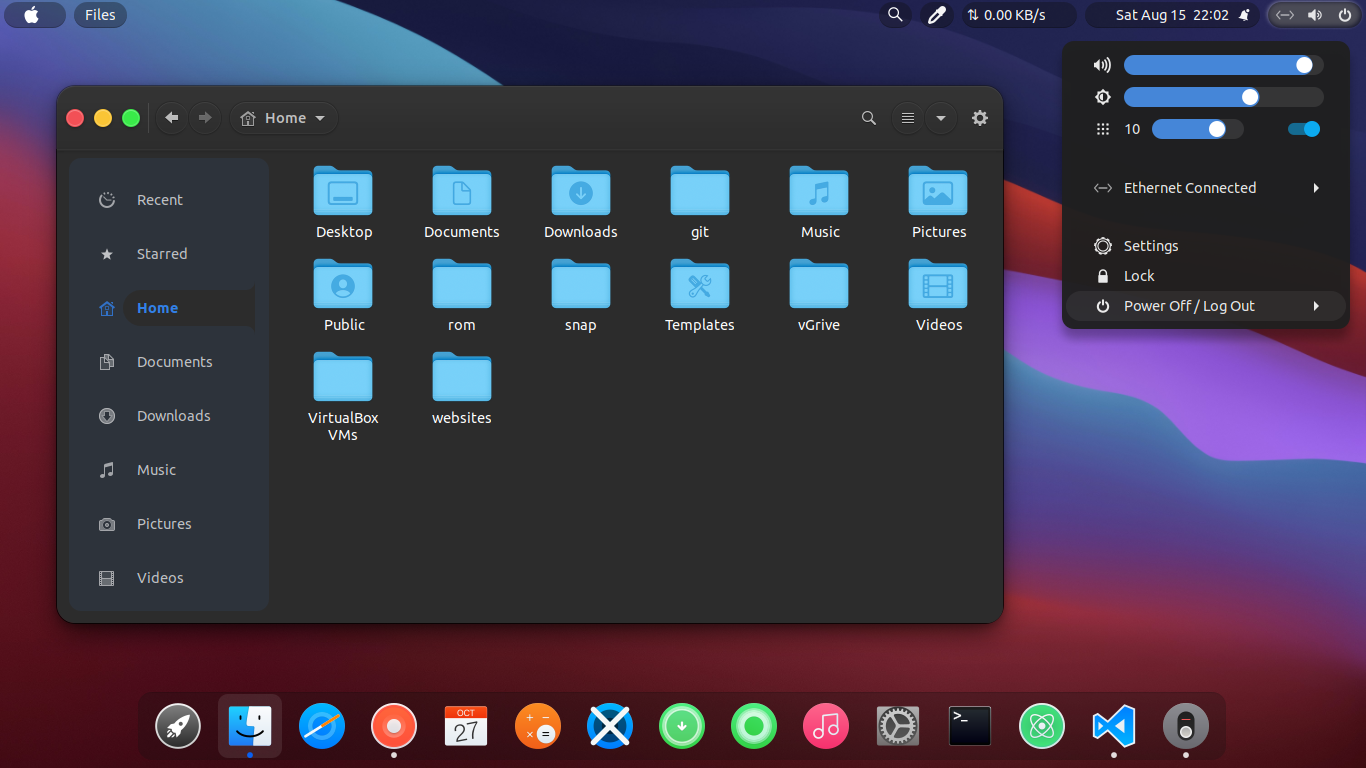 Files
0.00 KB/s
Sat Aug 15 22:02
10
Ethernet Connected
Settings
Lock
Power Off / Log Out
Home
Recent
Starred
Home
Documents
Downloads
Music
Pictures
Videos
Desktop
Documents
Downloads
git
Music
Pictures
Public
rom
snap
Templates
vGrive
Videos
VirtualBox
VMs
websites
OCT
27
>_